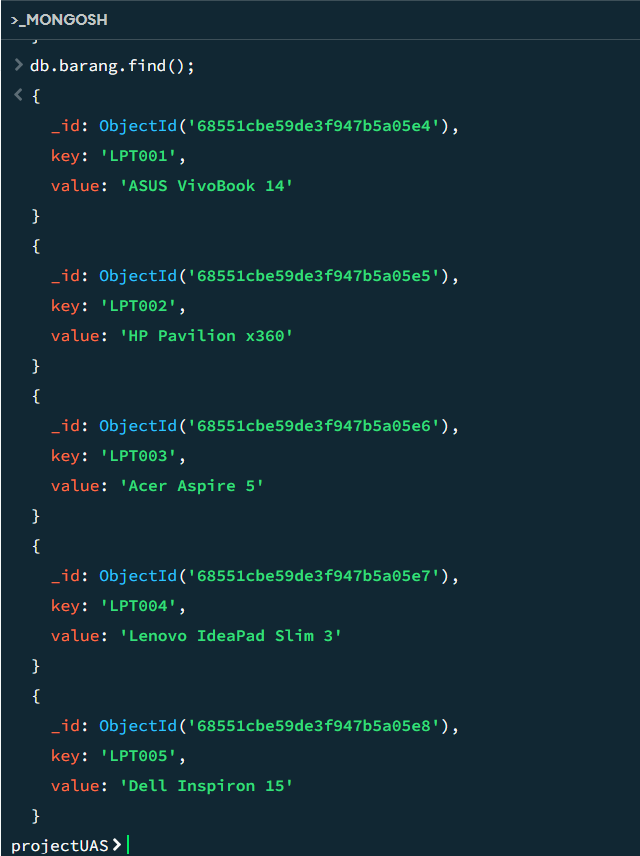 >_MONGOSH
}
> db.barang.find();
< {
_id: ObjectId('68551cbe59de3f947b5a05e4'),
key: 'LPT001',
value: 'ASUS VivoBook 14'
}
{
_id: ObjectId('68551cbe59de3f947b5a05e5'),
key: 'LPT002',
value: 'HP Pavilion x360'
}
{
_id: ObjectId('68551cbe59de3f947b5a05e6'),
key: 'LPT003',
value: 'Acer Aspire 5'
}
{
_id: ObjectId('68551cbe59de3f947b5a05e7'),
key: 'LPT004',
value: 'Lenovo IdeaPad Slim 3'
}
{
_id: ObjectId('68551cbe59de3f947b5a05e8'),
key: 'LPT005',
value: 'Dell Inspiron 15'
}
projectUAS>